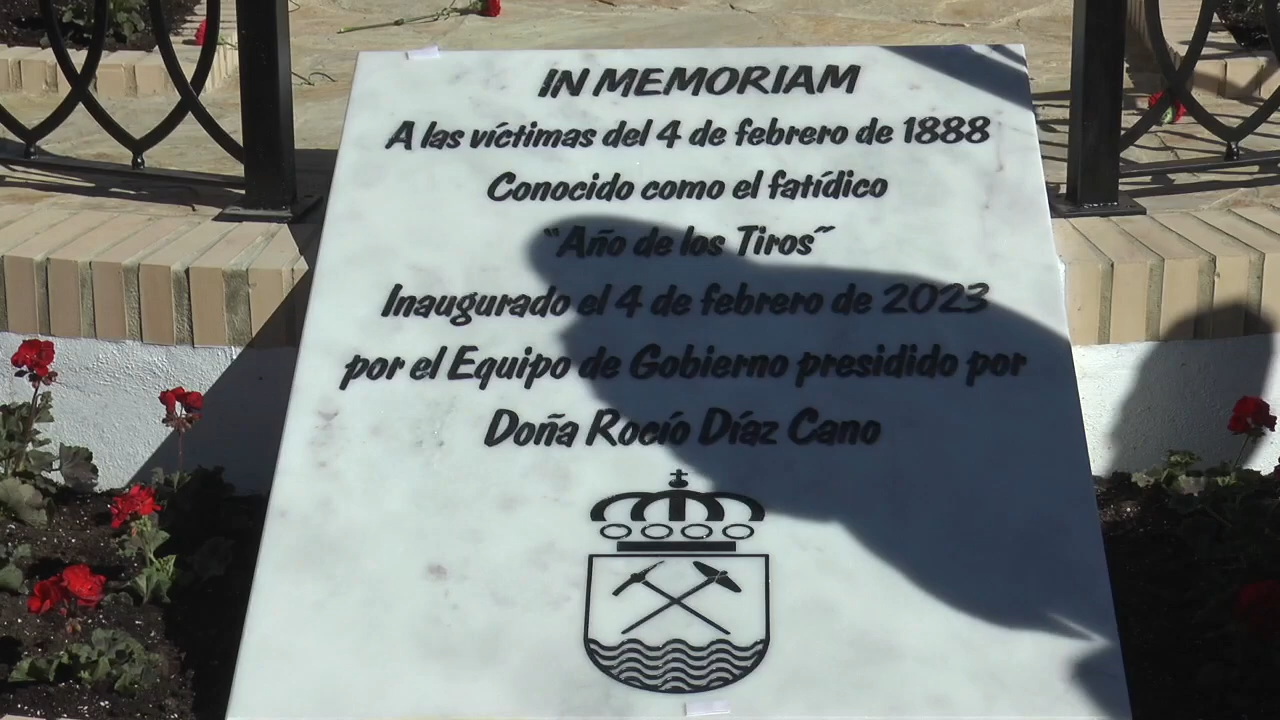 IN MEMORIAM
A las víctimas del 4 de febrero de 1888
Conocido como el fatídico
“Año de los Tiros”
Inaugurado el 4 de febrero de 2023
por el Equipo de Gobierno presidido por
Doña Rocío Díaz Cano